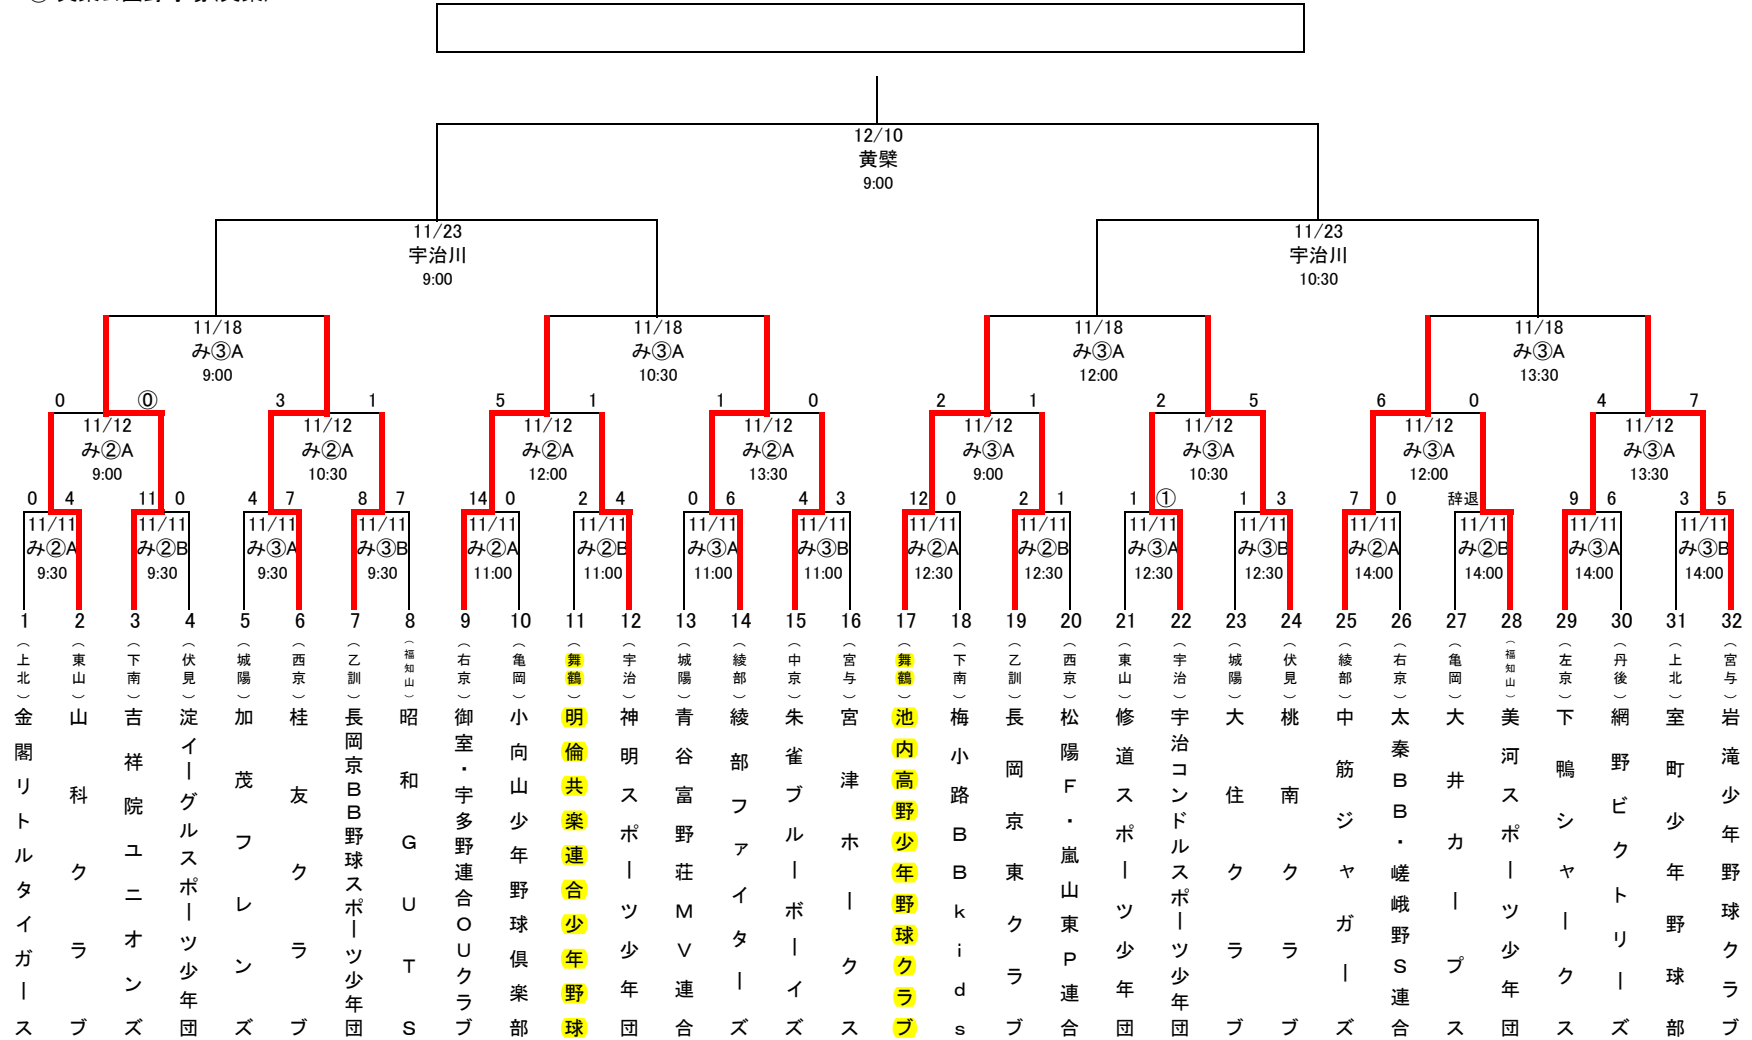 12/10
黄檗
9:00
11/23
宇治川
9:00
11/23
宇治川
10:30
11/18
み③A
9:00
11/18
み③A
10:30
11/18
み③A
12:00
11/18
み③A
13:30
0 ⓪ 3 1 5 1 1 0 2 1 2 5 6 0 4 7
11/12 11/12 11/12 11/12 11/12 11/12 11/12 11/12
み②A み②A み②A み②A み③A み③A み③A み③A
9:00 10:30 12:00 13:30 9:00 10:30 12:00 13:30
0 4 11 0 4 7 8 7 14 0 2 4 0 6 4 3 12 0 2 1 1 ① 1 3 7 0 辞退 9 6 3 5
11/11 11/11 11/11 11/11 11/11 11/11 11/11 11/11 11/11 11/11 11/11 11/11 11/11 11/11 11/11 11/11
み②A み②B み③A み③B み②A み②B み③A み③B み②A み②B み③A み③B み②A み②B み③A み③B
9:30 9:30 9:30 9:30 11:00 11:00 11:00 11:00 12:30 12:30 12:30 12:30 14:00 14:00 14:00 14:00
1 (上北) 金閣リトルタイガース
2 (東山) 山科クラブ
3 (下南) 吉祥院ユニオンズ
4 (伏見) 淀イーグルスポーツ少年団
5 (城陽) 加茂フレンズ
6 (西京) 桂友クラブ
7 (乙訓) 長岡京BB野球スポーツ少年団
8 (福知山) 昭和GUTS
9 (右京) 御室・宇多野連合OUクラブ
10 (亀岡) 小向山少年野球倶楽部
11 (舞鶴) 明倫共楽連合少年野球
12 (宇治) 神明スポーツ少年団
13 (城陽) 青谷富野荘MV連合
14 (綾部) 綾部ファイターズ
15 (中京) 朱雀ブルーボーイズ
16 (宮与) 宮津ホークス
17 (舞鶴) 池内高野少年野球クラブ
18 (下南) 梅小路BBkids
19 (乙訓) 長岡京東クラブ
20 (西京) 松陽F・嵐山東P連合
21 (東山) 修道スポーツ少年団
22 (宇治) 宇治コンドルスポーツ少年団
23 (城陽) 大住クラブ
24 (伏見) 桃南クラブ
25 (綾部) 中筋ジャガーズ
26 (右京) 太秦BB・嵯峨野S連合
27 (亀岡) 大井カープス
28 (福知山) 美河スポーツ少年団
29 (左京) 下鴨シャークス
30 (丹後) 網野ビクトリーズ
31 (上北) 室町少年野球部
32 (宮与) 岩滝少年野球クラブ